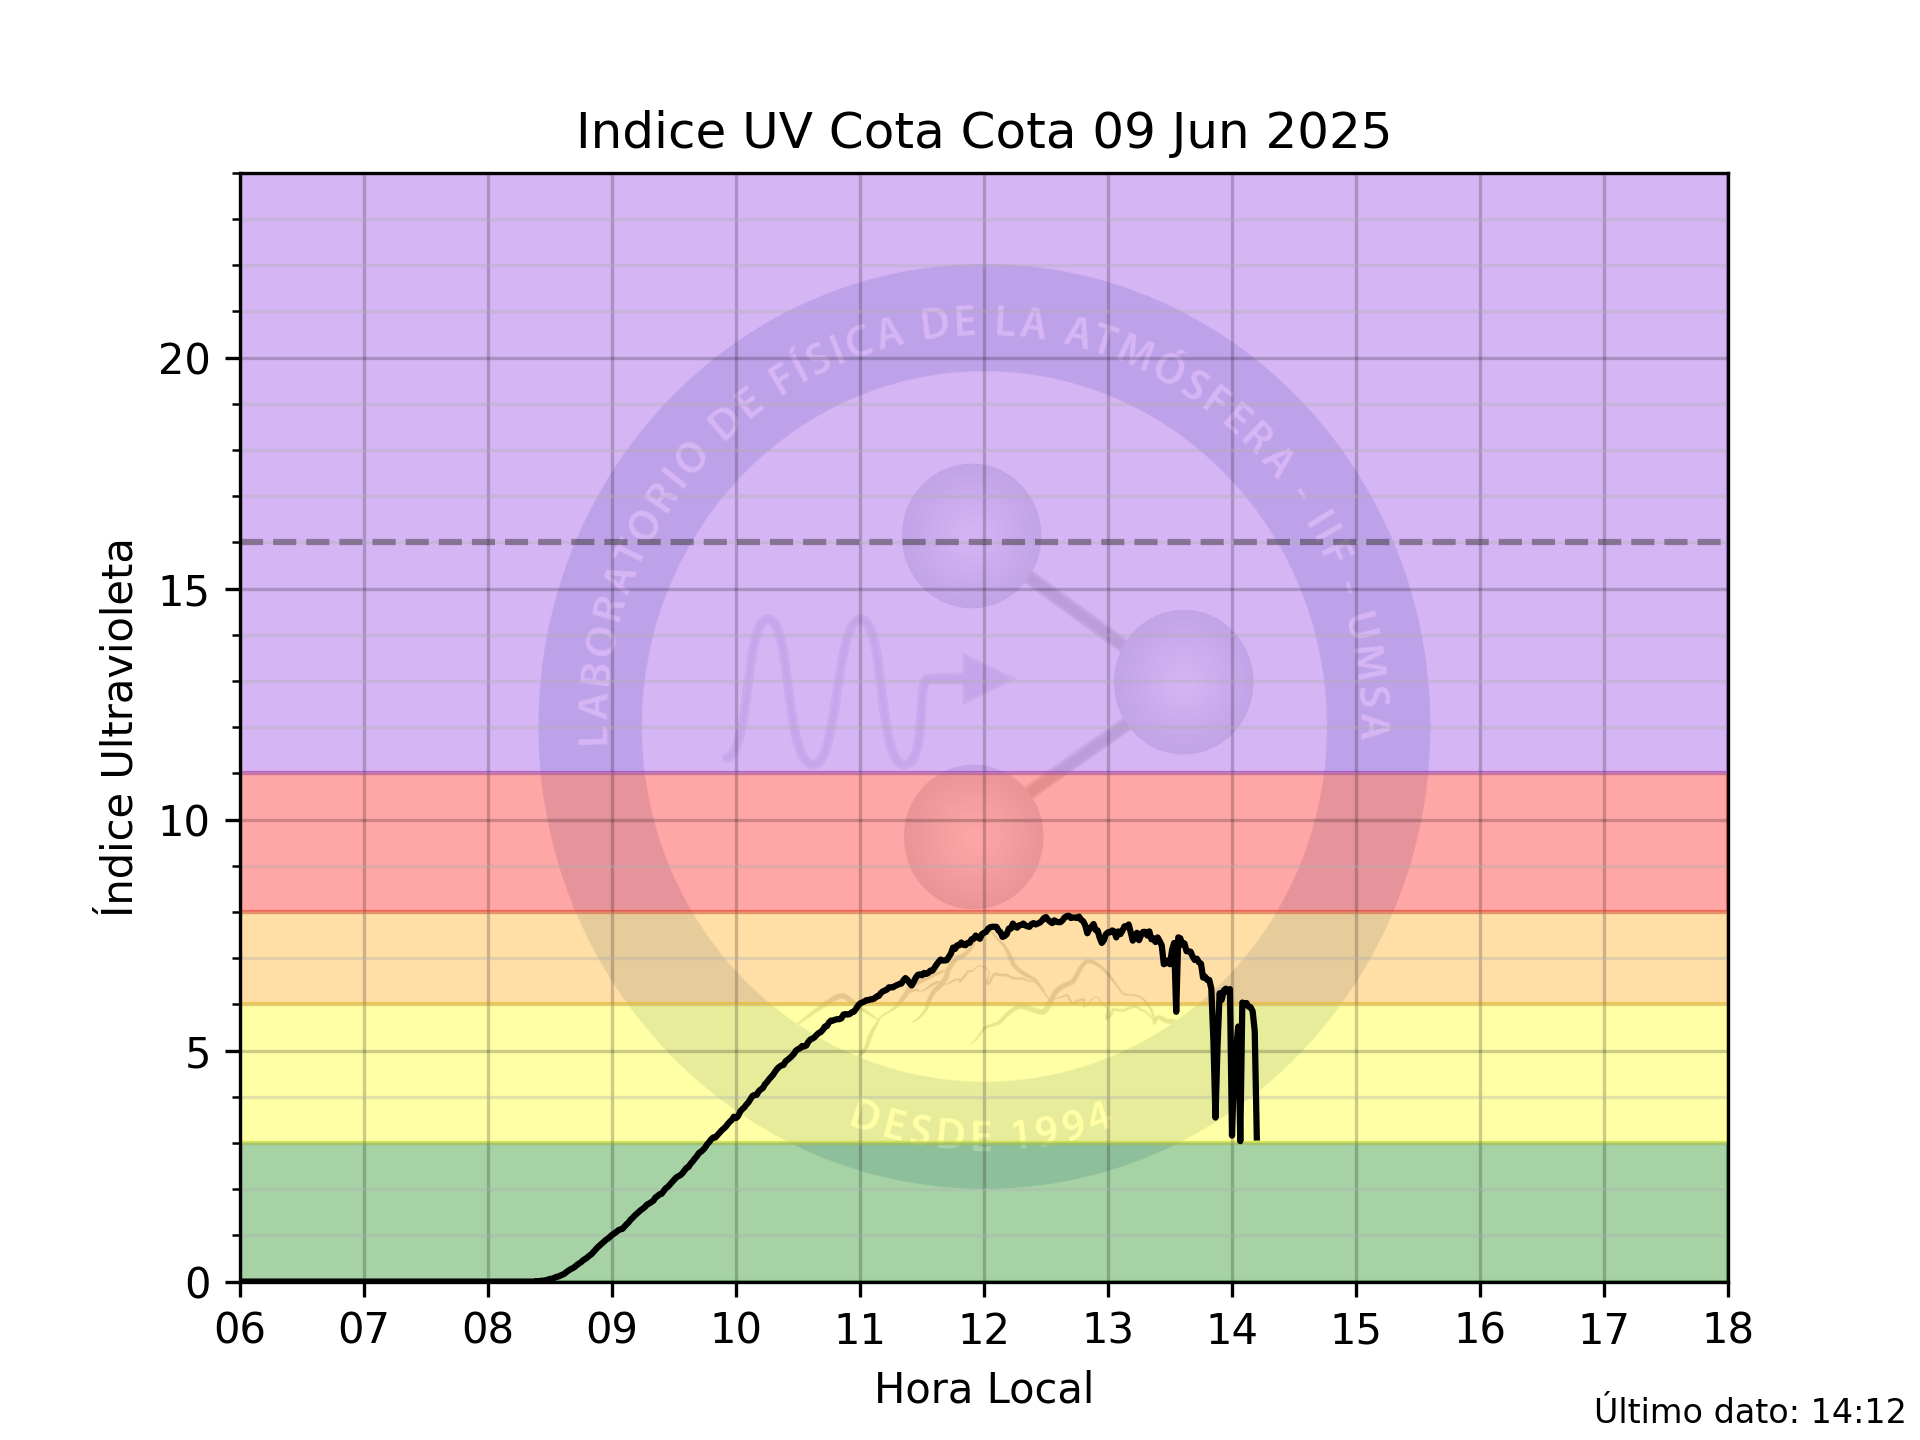 Indice UV Cota Cota 09 Jun 2025
Índice Ultravioleta
20
15
10
5
0
LABORATORIO DE FÍSICA DE LA ATMÓSFERA - IIF - UMSA
DESDE 1994
06 07 08 09 10 11 12 13 14 15 16 17 18
Hora Local
Último dato: 14:12